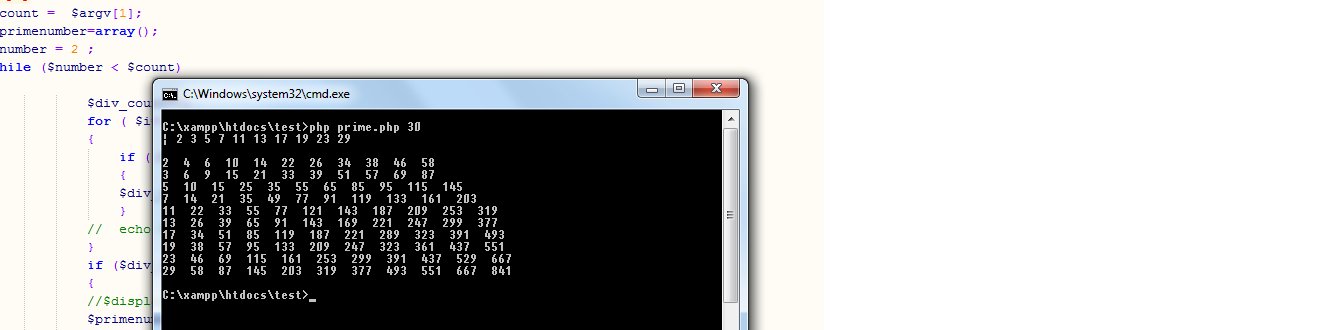 count =  $argv[1];
primenumber=array();
number = 2 ;
hile ($number < $count)
$div_cou
for ( $i
{
if (
{
$div_
}
//  echo
}
if ($div_
{
//$displ
$primenu
C:\Windows\system32\cmd.exe
C:\xampp\htdocs\test>php prime.php 30
¦ 2 3 5 7 11 13 17 19 23 29
2  4  6  10  14  22  26  34  38  46  58
3  6  9  15  21  33  39  51  57  69  87
5  10  15  25  35  55  65  85  95  115  145
7  14  21  35  49  77  91  119  133  161  203
11  22  33  55  77  121  143  187  209  253  319
13  26  39  65  91  143  169  221  247  299  377
17  34  51  85  119  187  221  289  323  391  493
19  38  57  95  133  209  247  323  361  437  551
23  46  69  115  161  253  299  391  437  529  667
29  58  87  145  203  319  377  493  551  667  841
C:\xampp\htdocs\test>_